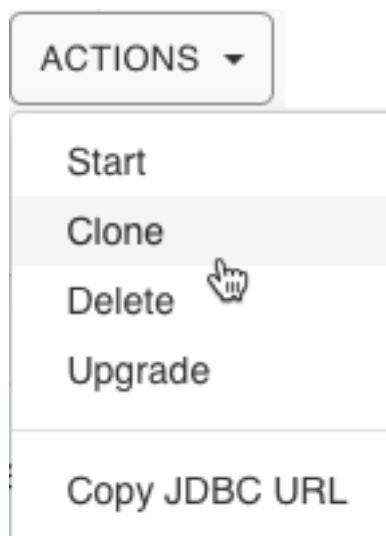 ACTIONS
Start
Clone
Delete
Upgrade
Copy JDBC URL